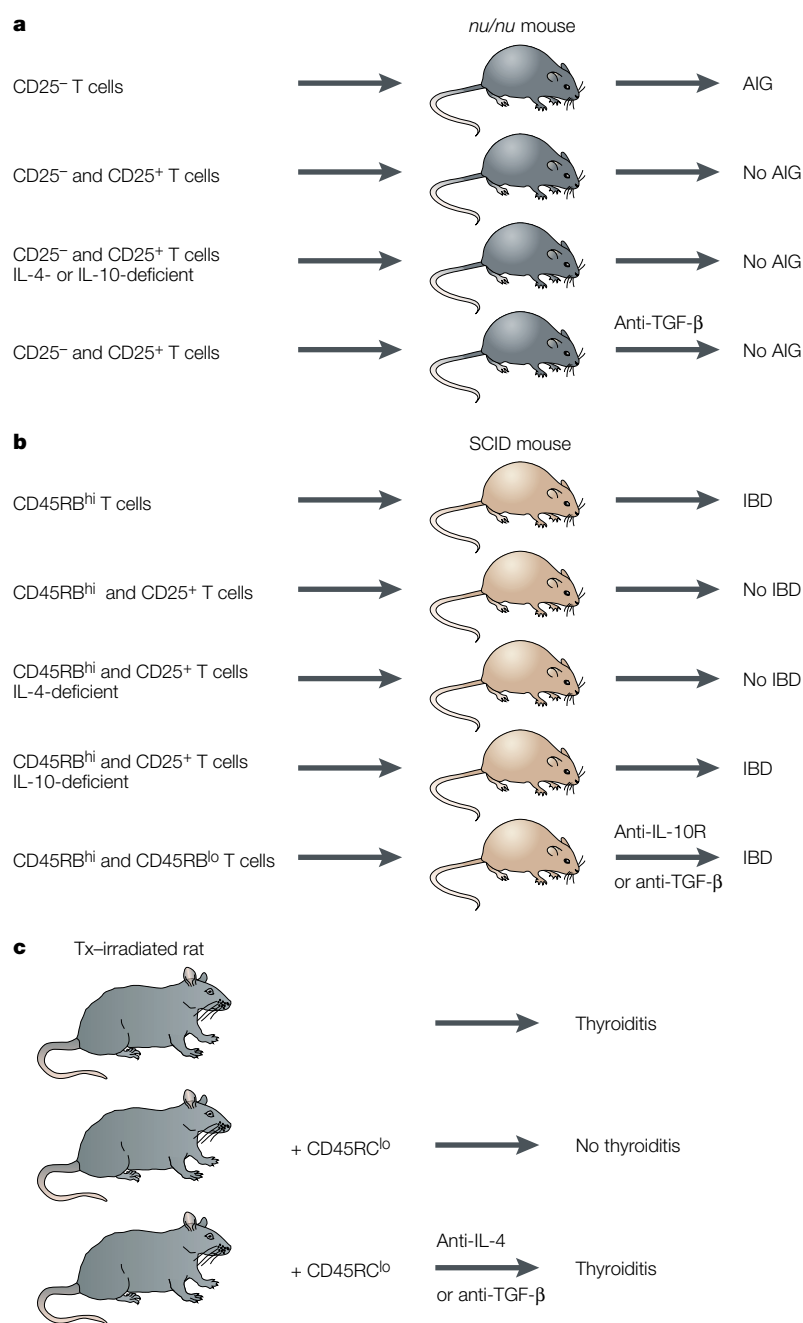 a
nu/nu mouse
CD25⁻ T cells
AIG
CD25⁻ and CD25⁺ T cells
No AIG
CD25⁻ and CD25⁺ T cells
IL-4- or IL-10-deficient
No AIG
CD25⁻ and CD25⁺ T cells
Anti-TGF-β
No AIG
b
SCID mouse
CD45RBʰⁱ T cells
IBD
CD45RBʰⁱ and CD25⁺ T cells
No IBD
CD45RBʰⁱ and CD25⁺ T cells
IL-4-deficient
No IBD
CD45RBʰⁱ and CD25⁺ T cells
IL-10-deficient
IBD
CD45RBʰⁱ and CD45RBˡᵒ T cells
Anti-IL-10R
or anti-TGF-β
IBD
c
Tx–irradiated rat
Thyroiditis
+ CD45RCˡᵒ
No thyroiditis
+ CD45RCˡᵒ
Anti-IL-4
or anti-TGF-β
Thyroiditis